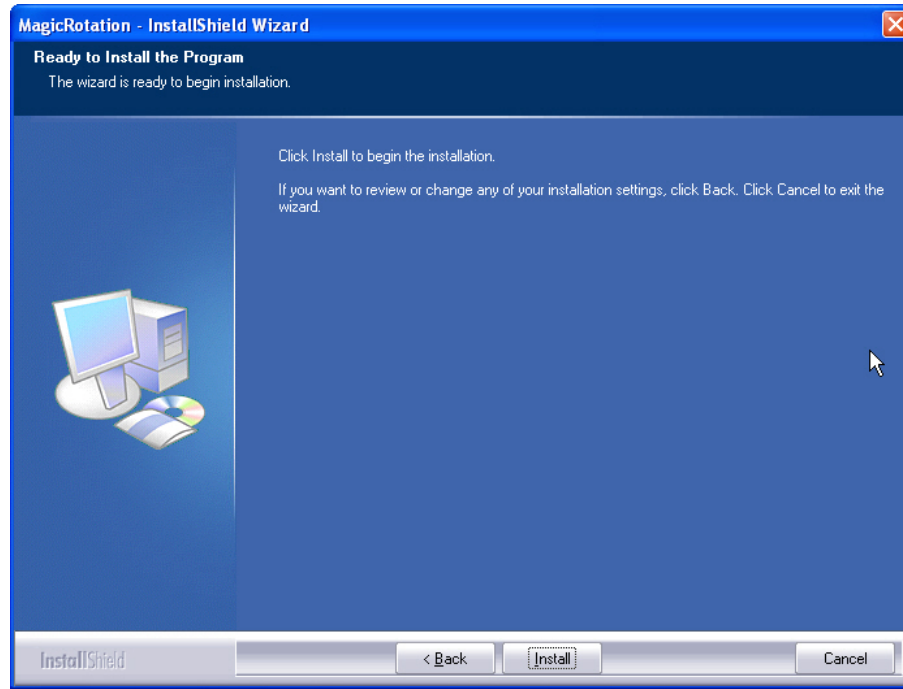 MagicRotation - InstallShield Wizard
Ready to Install the Program
The wizard is ready to begin installation.
Click Install to begin the installation.
If you want to review or change any of your installation settings, click Back. Click Cancel to exit the
wizard.
InstallShield
< Back
Install
Cancel